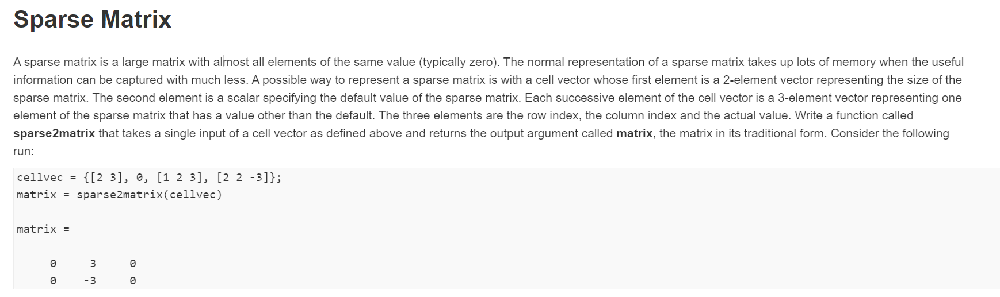 Sparse Matrix
A sparse matrix is a large matrix with almost all elements of the same value (typically zero). The normal representation of a sparse matrix takes up lots of memory when the useful
information can be captured with much less. A possible way to represent a sparse matrix is with a cell vector whose first element is a 2-element vector representing the size of the
sparse matrix. The second element is a scalar specifying the default value of the sparse matrix. Each successive element of the cell vector is a 3-element vector representing one
element of the sparse matrix that has a value other than the default. The three elements are the row index, the column index and the actual value. Write a function called
sparse2matrix that takes a single input of a cell vector as defined above and returns the output argument called matrix, the matrix in its traditional form. Consider the following
run:
cellvec = {[2 3], 0, [1 2 3], [2 2 -3]};
matrix = sparse2matrix(cellvec)
matrix =
0 3 0
0 -3 0